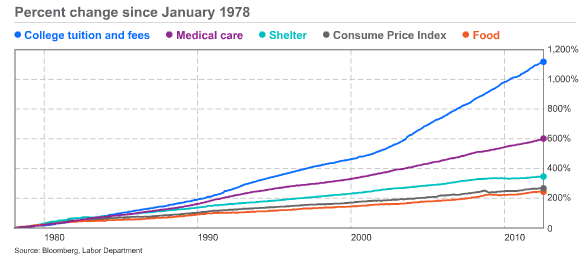 Percent change since January 1978
College tuition and fees Medical care Shelter Consume Price Index Food
1,200%
1,000%
800%
600%
400%
200%
1980 1990 2000 2010
Source: Bloomberg, Labor Department